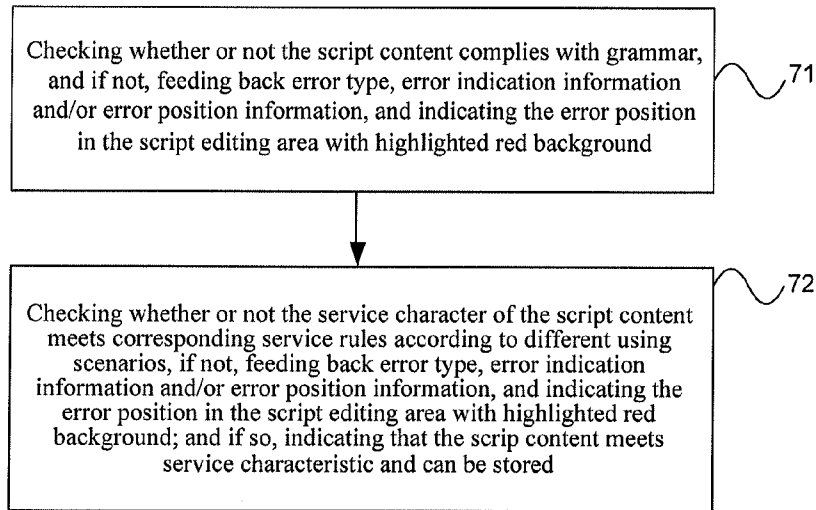 Checking whether or not the script content complies with grammar,
and if not, feeding back error type, error indication information
and/or error position information, and indicating the error position
in the script editing area with highlighted red background
71
Checking whether or not the service character of the script content
meets corresponding service rules according to different using
scenarios, if not, feeding back error type, error indication
information and/or error position information, and indicating the
error position in the script editing area with highlighted red
background; and if so, indicating that the scrip content meets
service characteristic and can be stored
72